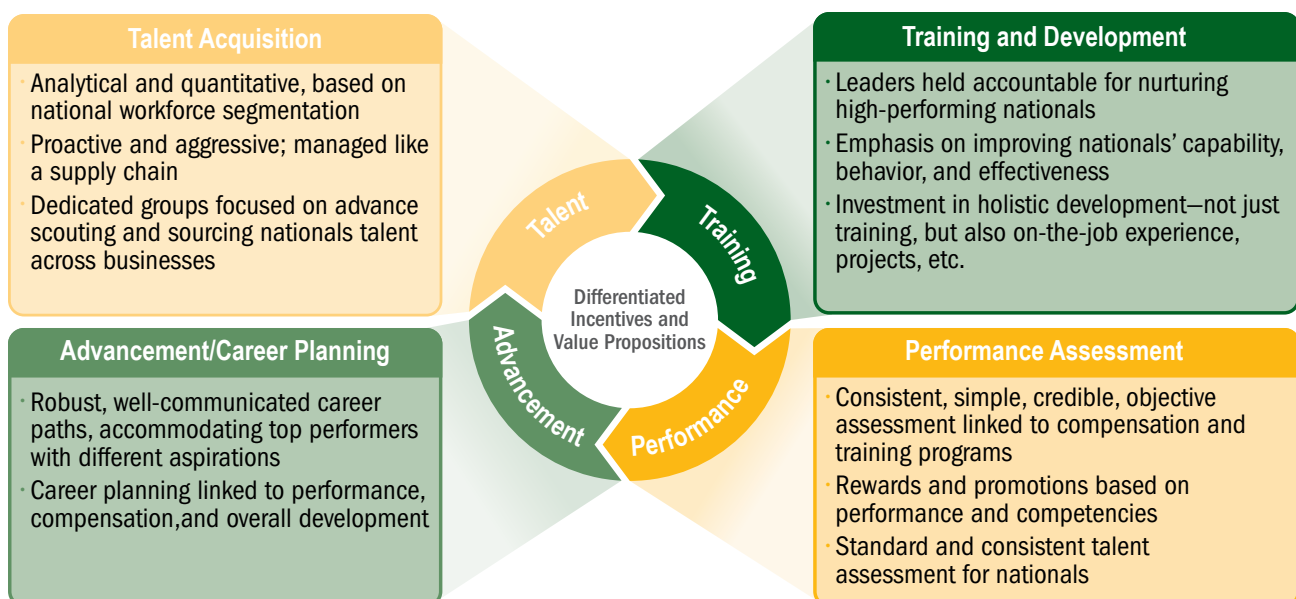 Talent Acquisition
· Analytical and quantitative, based on
national workforce segmentation
· Proactive and aggressive; managed like
a supply chain
· Dedicated groups focused on advance
scouting and sourcing nationals talent
across businesses
Training and Development
· Leaders held accountable for nurturing
high-performing nationals
· Emphasis on improving nationals’ capability,
behavior, and effectiveness
· Investment in holistic development—not just
training, but also on-the-job experience,
projects, etc.
Talent
Training
Differentiated
Incentives and
Value Propositions
Advancement
Performance
Advancement/Career Planning
· Robust, well-communicated career
paths, accommodating top performers
with different aspirations
· Career planning linked to performance,
compensation,and overall development
Performance Assessment
· Consistent, simple, credible, objective
assessment linked to compensation and
training programs
· Rewards and promotions based on
performance and competencies
· Standard and consistent talent
assessment for nationals